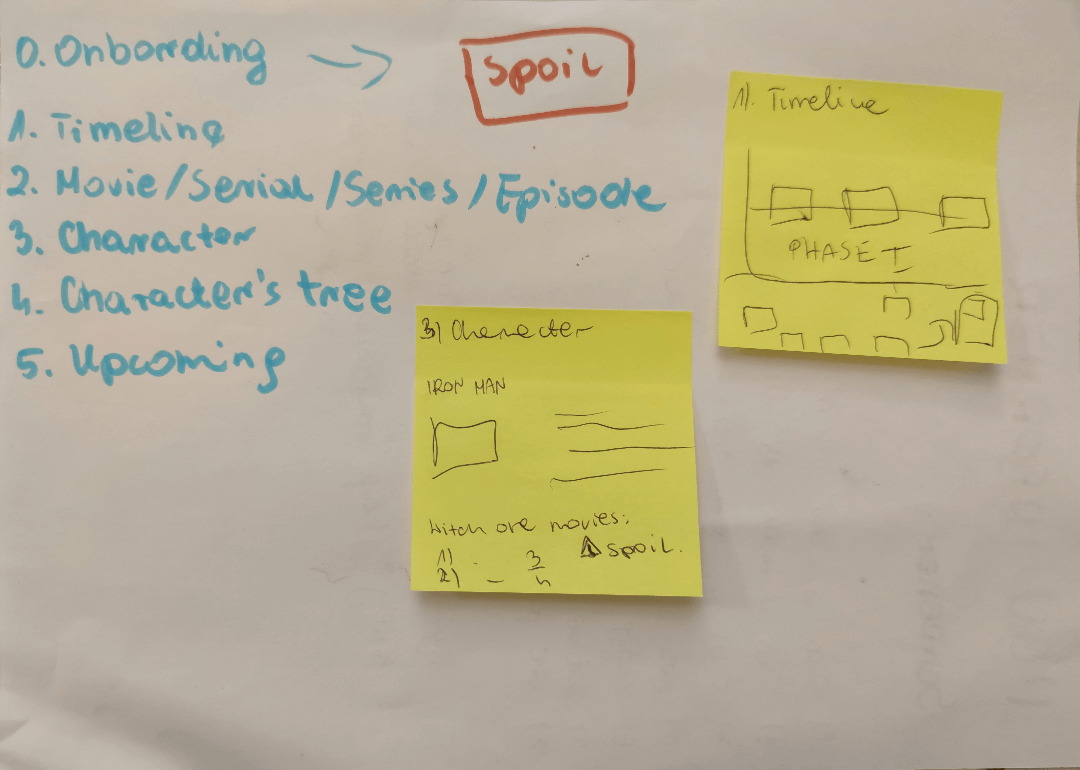 0. Onboarding → spoil
1. Timeline
2. Movie/Serial/Series/Episode
3. Character
4. Character's tree
5. Upcoming
1). Timeline
PHASE I
3) Character
IRON MAN
witch are movies:
1) - 3 ⚠ spoil.
2) - 4